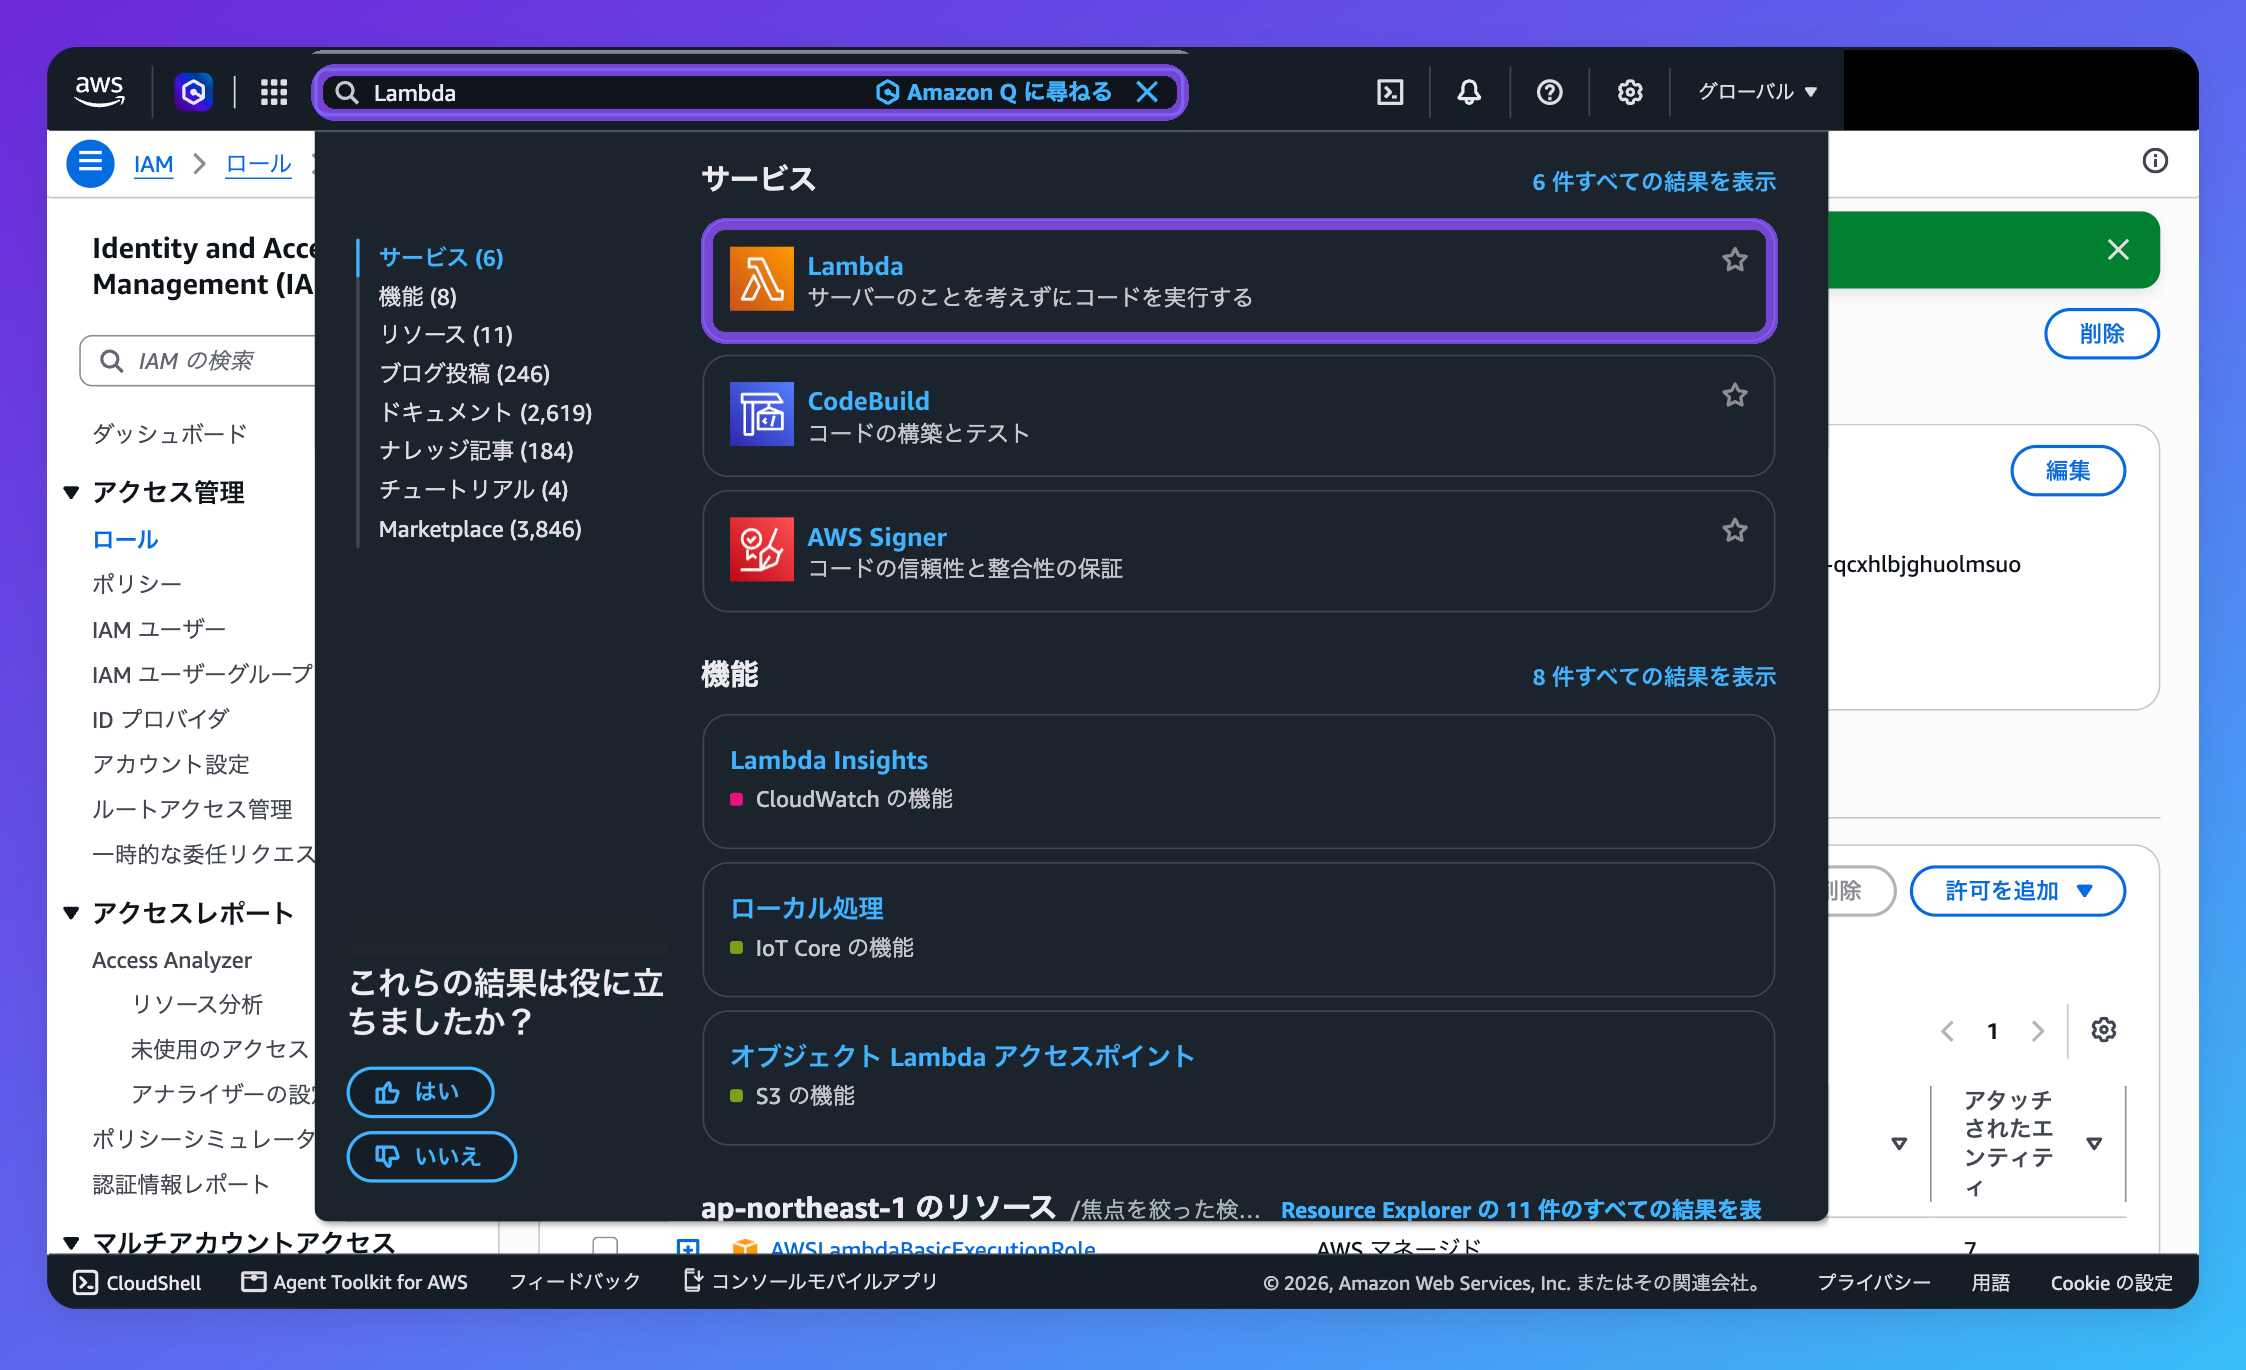 aws
Lambda
Amazon Q に尋ねる
グローバル ▼
IAM
ロール
Identity and Acce
Management (IA
IAM の検索
ダッシュボード
アクセス管理
ロール
ポリシー
IAM ユーザー
IAM ユーザーグループ
ID プロバイダ
アカウント設定
ルートアクセス管理
一時的な委任リクエス
アクセスレポート
Access Analyzer
リソース分析
未使用のアクセス
アナライザーの設定
ポリシーシミュレータ
認証情報レポート
マルチアカウントアクセス
サービス (6)
機能 (8)
リソース (11)
ブログ投稿 (246)
ドキュメント (2,619)
ナレッジ記事 (184)
チュートリアル (4)
Marketplace (3,846)
これらの結果は役に立
ちましたか？
はい
いいえ
サービス
6 件すべての結果を表示
Lambda
サーバーのことを考えずにコードを実行する
CodeBuild
コードの構築とテスト
AWS Signer
コードの信頼性と整合性の保証
機能
8 件すべての結果を表示
Lambda Insights
CloudWatch の機能
ローカル処理
IoT Core の機能
オブジェクト Lambda アクセスポイント
S3 の機能
ap-northeast-1 のリソース /焦点を絞った検...
Resource Explorer の 11 件のすべての結果を表
削除
編集
-qcxhlbjghuolmsuo
削除
許可を追加 ▼
1
アタッチ
されたエ
ンティテ
ィ
AWSLambdaBasicExecutionRole
AWS マネージド
7
CloudShell
Agent Toolkit for AWS
フィードバック
コンソールモバイルアプリ
© 2026, Amazon Web Services, Inc. またはその関連会社。
プライバシー
用語
Cookie の設定